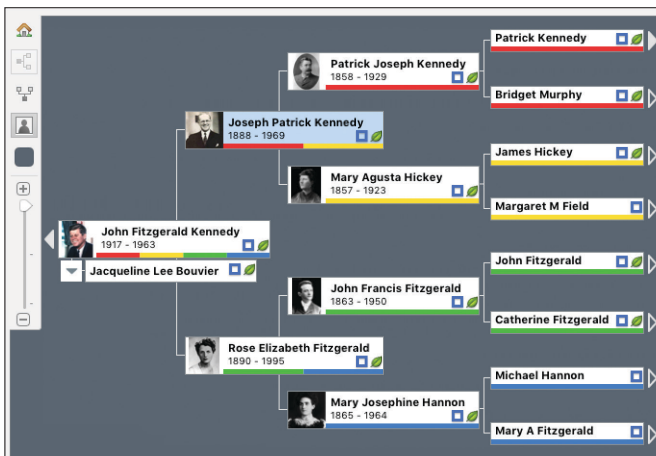 Patrick Kennedy
Patrick Joseph Kennedy
1858 - 1929
Bridget Murphy
Joseph Patrick Kennedy
1888 - 1969
James Hickey
Mary Agusta Hickey
1857 - 1923
Margaret M Field
John Fitzgerald Kennedy
1917 - 1963
Jacqueline Lee Bouvier
John Fitzgerald
John Francis Fitzgerald
1863 - 1950
Catherine Fitzgerald
Rose Elizabeth Fitzgerald
1890 - 1995
Michael Hannon
Mary Josephine Hannon
1865 - 1964
Mary A Fitzgerald